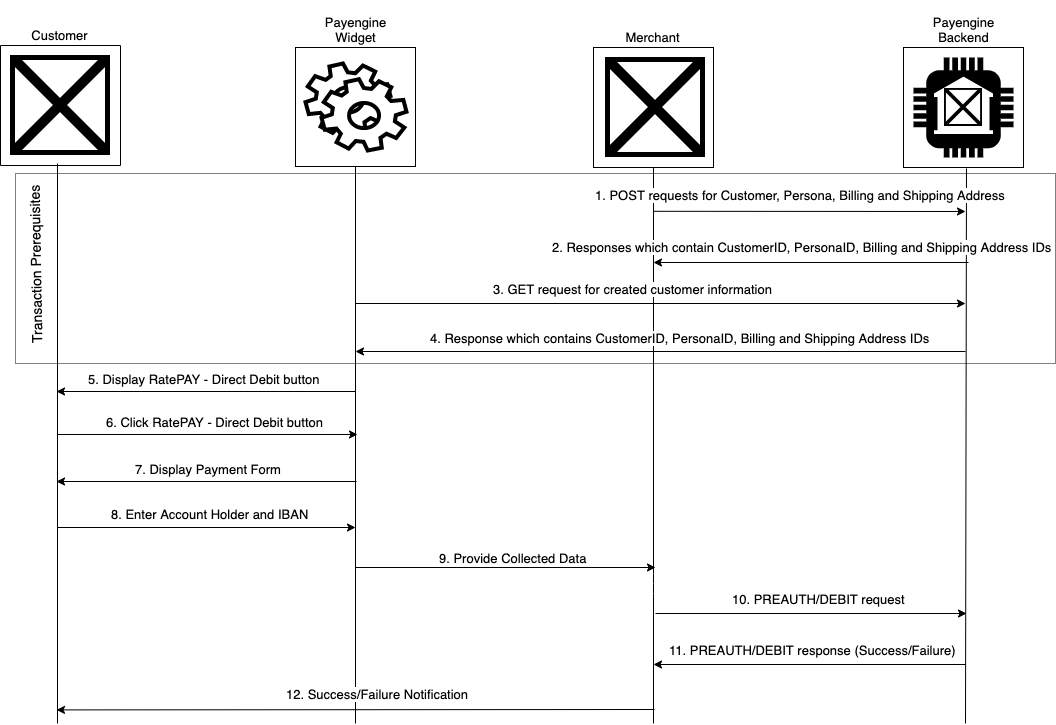 Customer
Payengine
Widget
Merchant
Payengine
Backend
Transaction Prerequisites
1. POST requests for Customer, Persona, Billing and Shipping Address
2. Responses which contain CustomerID, PersonaID, Billing and Shipping Address IDs
3. GET request for created customer information
4. Response which contains CustomerID, PersonaID, Billing and Shipping Address IDs
5. Display RatePAY - Direct Debit button
6. Click RatePAY - Direct Debit button
7. Display Payment Form
8. Enter Account Holder and IBAN
9. Provide Collected Data
10. PREAUTH/DEBIT request
11. PREAUTH/DEBIT response (Success/Failure)
12. Success/Failure Notification